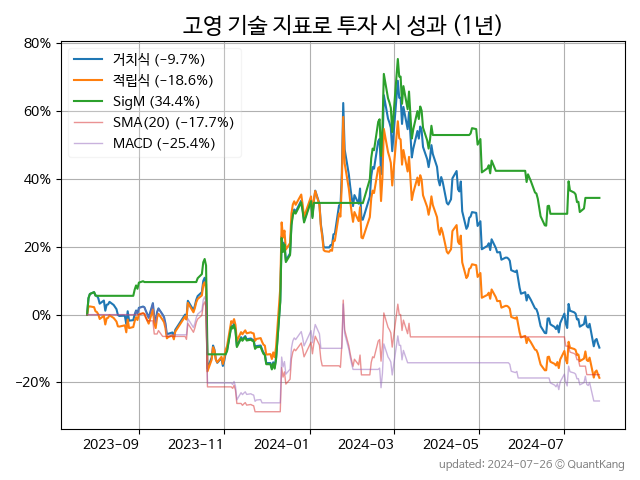 고영 기술 지표로 투자 시 성과 (1년)
80%
60%
40%
20%
0%
−20%
거치식 (−9.7%)
적립식 (−18.6%)
SigM (34.4%)
SMA(20) (−17.7%)
MACD (−25.4%)
2023-09 2023-11 2024-01 2024-03 2024-05 2024-07
updated: 2024-07-26 © QuantKang